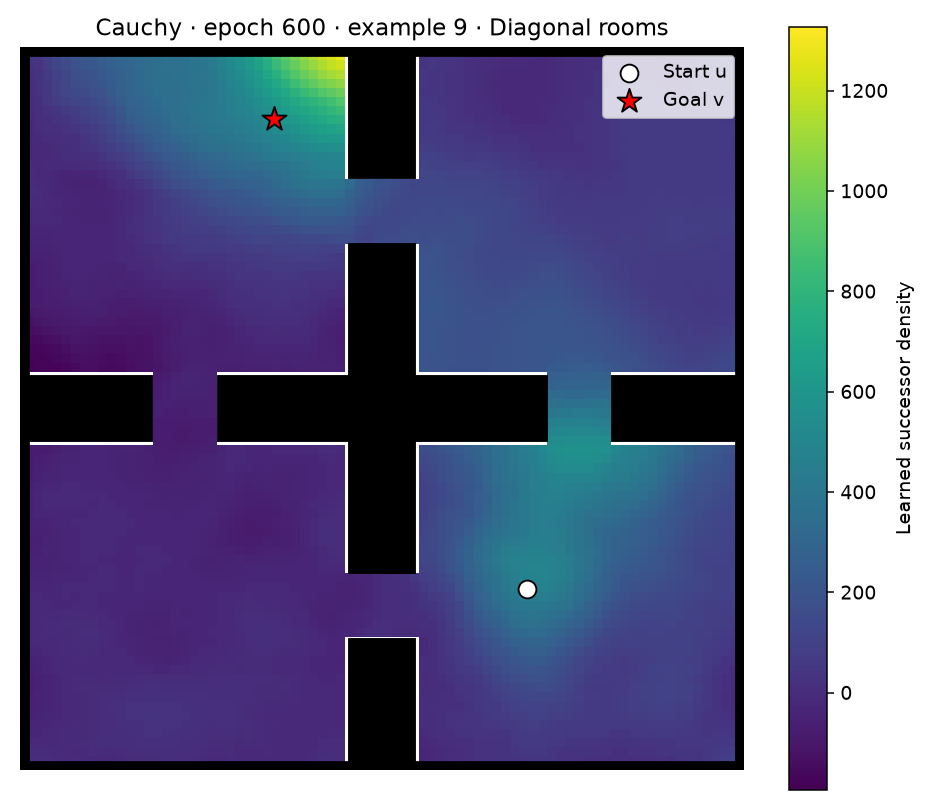 Cauchy · epoch 600 · example 9 · Diagonal rooms
Start u
Goal v
1200
1000
800
600
400
200
0
Learned successor density